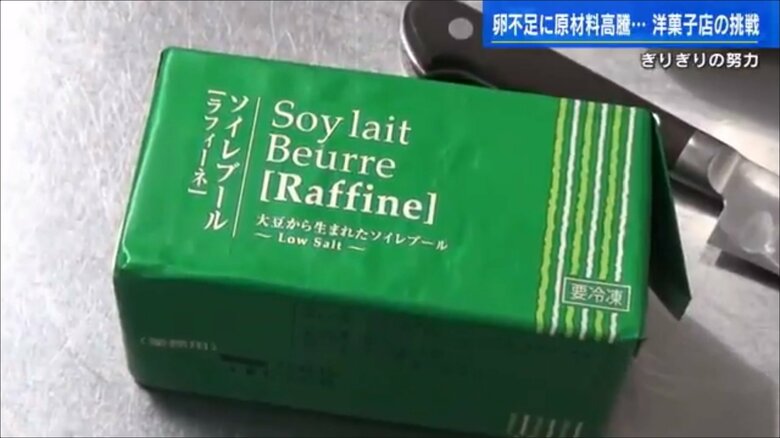 卵不足に原材料高騰… 洋菓子店の挑戦
ぎりぎりの努力
ソイレブール
[ラフィーネ]
Soy lait
Beurre
[Raffine]
大豆から生まれたソイレブール
— Low Salt —
要冷凍
(業務用)